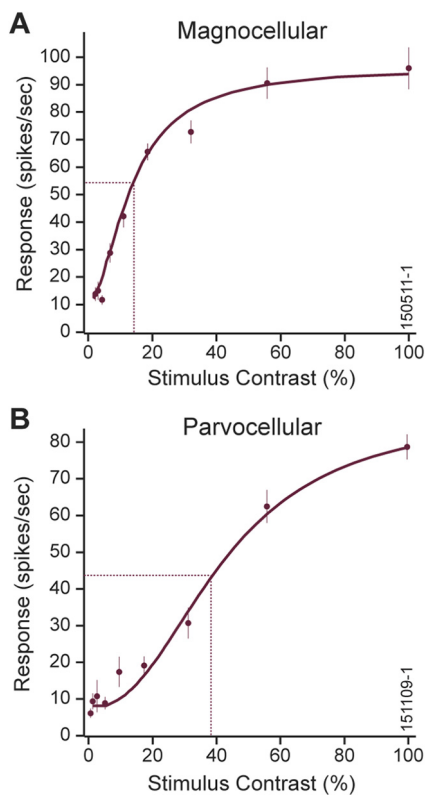 A
Magnocellular
Response (spikes/sec)
100
90
80
70
60
50
40
30
20
10
0
0 20 40 60 80 100
Stimulus Contrast (%)
150511-1
B
Parvocellular
Response (spikes/sec)
80
70
60
50
40
30
20
10
0
0 20 40 60 80 100
Stimulus Contrast (%)
151109-1